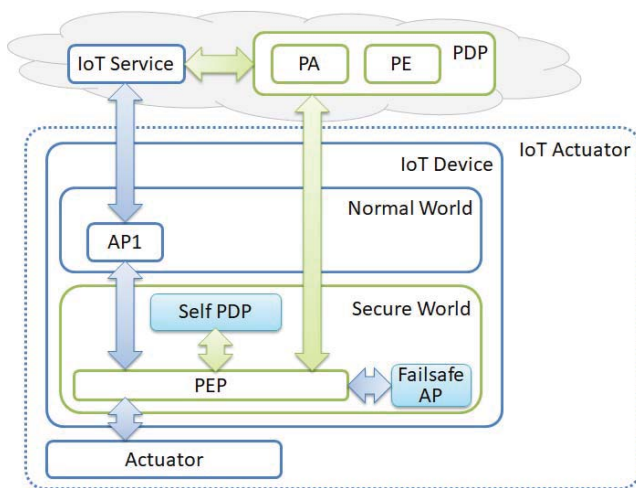 IoT Service
PA
PE
PDP
IoT Actuator
IoT Device
Normal World
AP1
Self PDP
Secure World
PEP
Failsafe
AP
Actuator